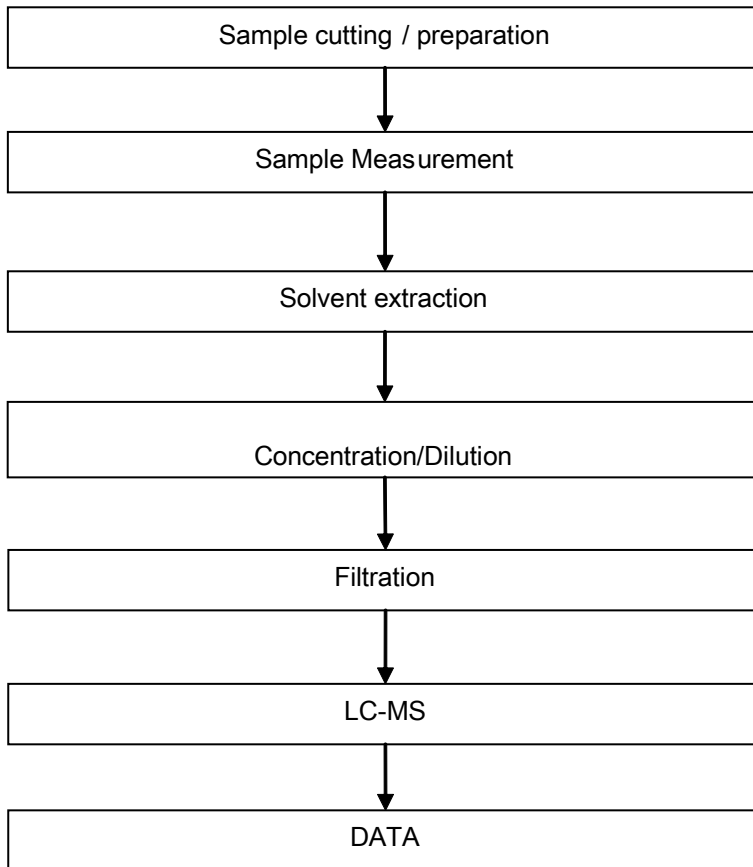 Sample cutting / preparation
Sample Measurement
Solvent extraction
Concentration/Dilution
Filtration
LC-MS
DATA